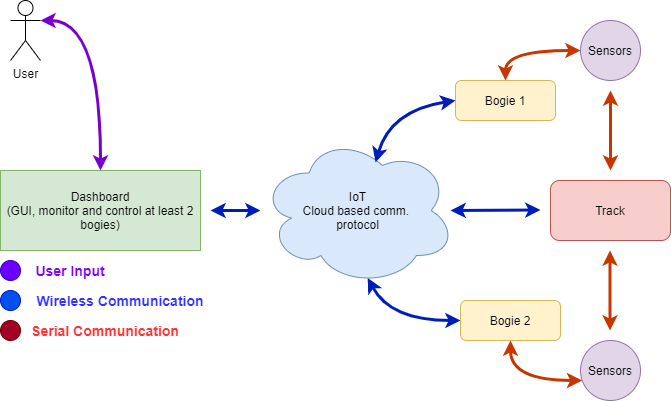 User
Dashboard
(GUI, monitor and control at least 2
bogies)
User Input
Wireless Communication
Serial Communication
IoT
Cloud based comm.
protocol
Bogie 1
Sensors
Track
Bogie 2
Sensors